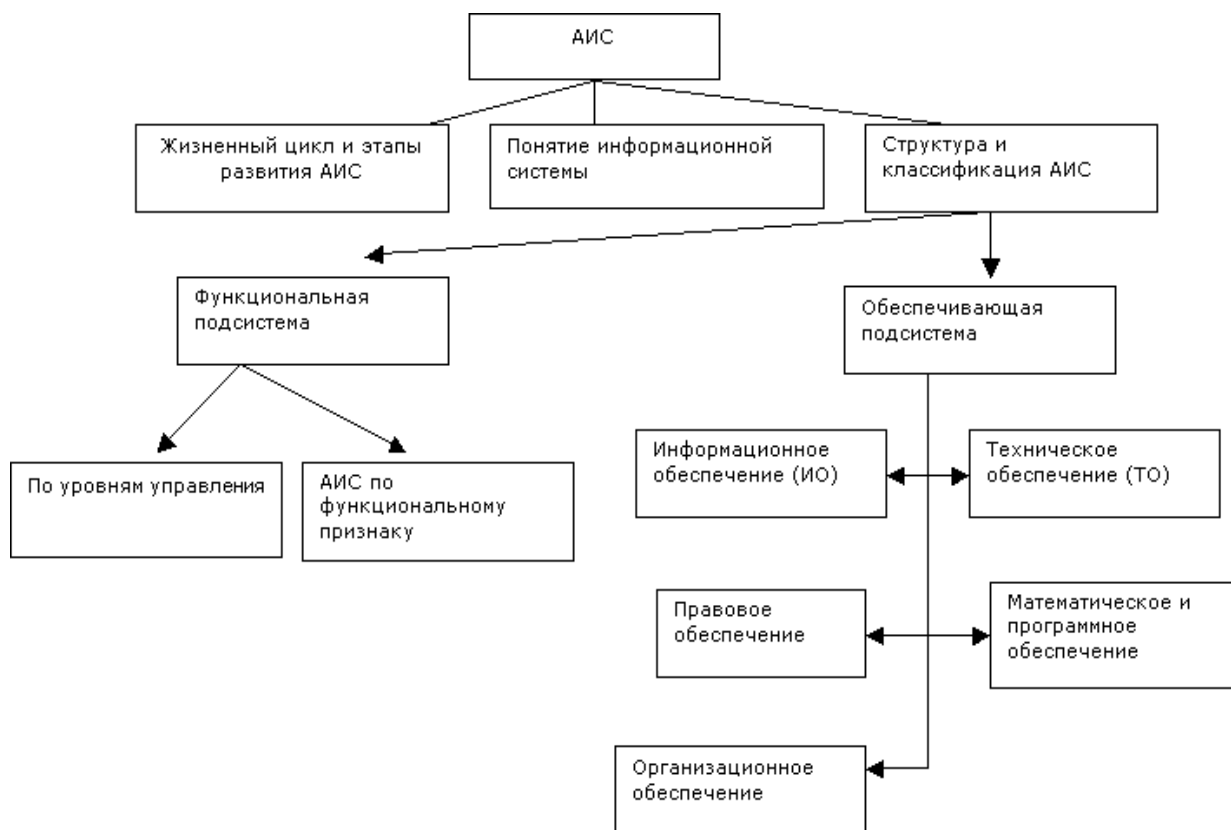 АИС
Жизненный цикл и этапы
развития АИС
Понятие информационной
системы
Структура и
классификация АИС
Функциональная
подсистема
Обеспечивающая
подсистема
По уровням управления
АИС по
функциональному
признаку
Информационное
обеспечение (ИО)
Техническое
обеспечение (ТО)
Правовое
обеспечение
Математическое и
программное
обеспечение
Организационное
обеспечение